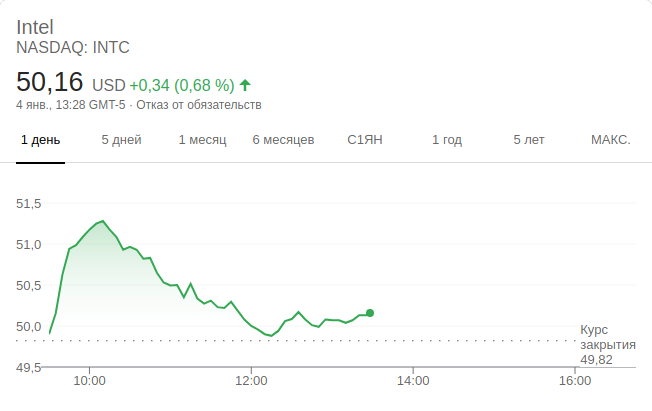 Intel
NASDAQ: INTC
50,16 USD +0,34 (0,68 %)
4 янв., 13:28 GMT-5 · Отказ от обязательств
1 день 5 дней 1 месяц 6 месяцев С1ЯН 1 год 5 лет МАКС.
51,5
51,0
50,5
50,0
Курс
закрытия
49,82
49,5
10:00 12:00 14:00 16:00